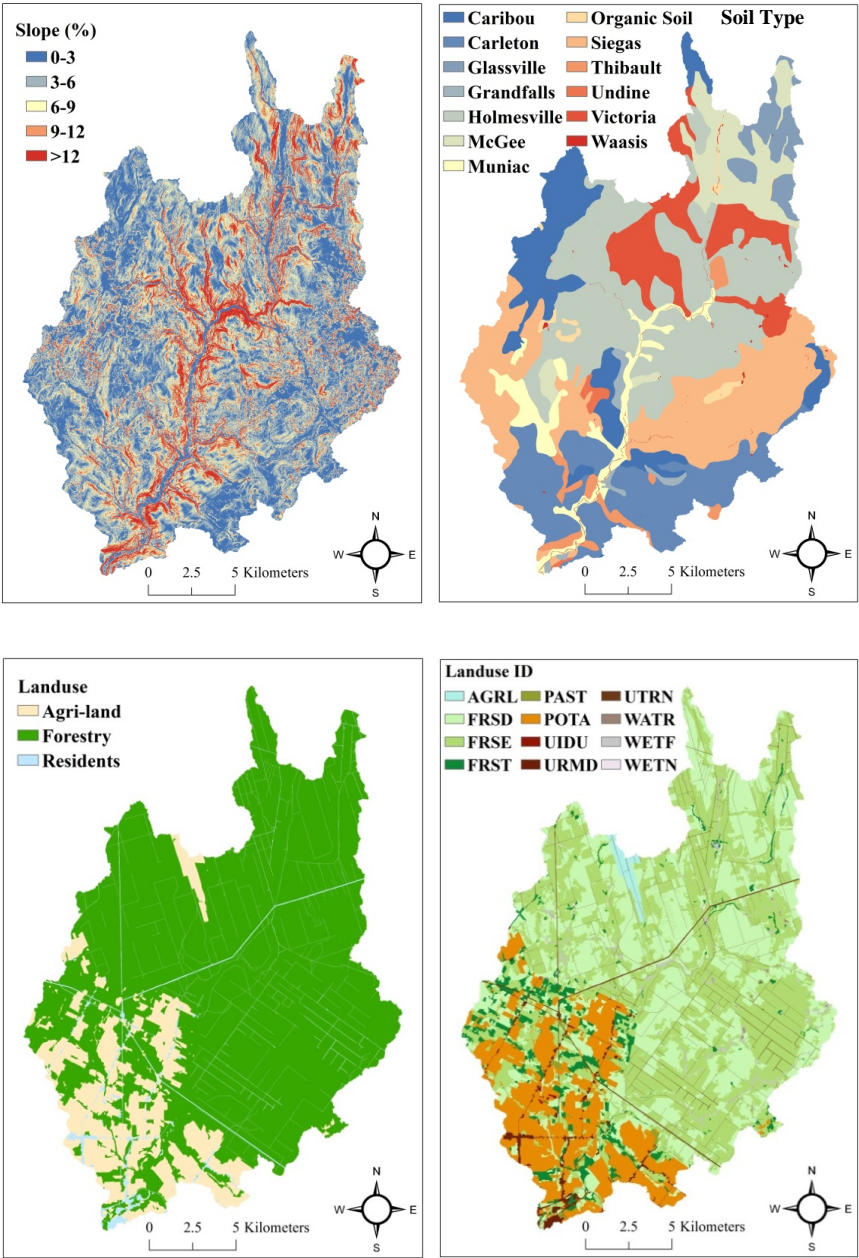 Slope (%)
0-3
3-6
6-9
9-12
>12
N
W
E
S
0 2.5 5 Kilometers
Soil Type
Caribou
Carleton
Glassville
Grandfalls
Holmesville
McGee
Muniac
Organic Soil
Siegas
Thibault
Undine
Victoria
Waasis
N
W
E
S
0 2.5 5 Kilometers
Landuse
Agri-land
Forestry
Residents
N
W
E
S
0 2.5 5 Kilometers
Landuse ID
AGRL
FRSD
FRSE
FRST
PAST
POTA
UIDU
URMD
UTRN
WATR
WETF
WETN
N
W
E
S
0 2.5 5 Kilometers